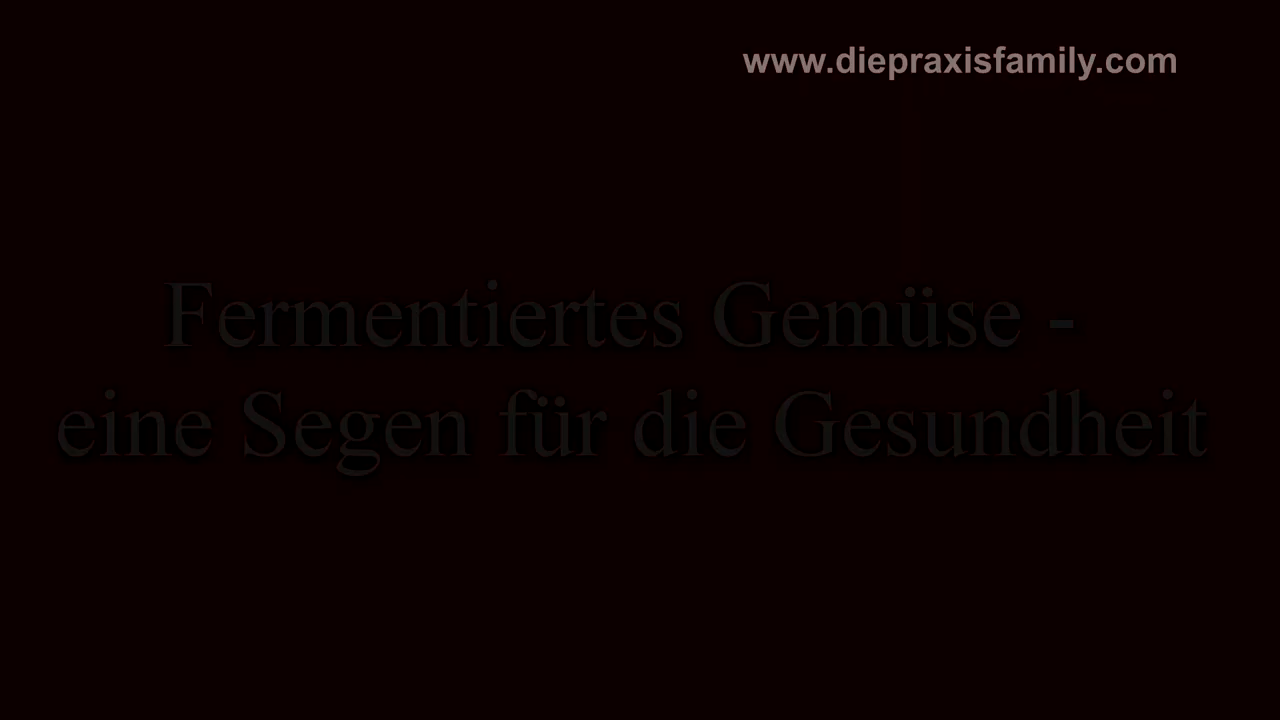 www.diepraxisfamily.com
Fermentiertes Gemüse -
eine Segen für die Gesundheit